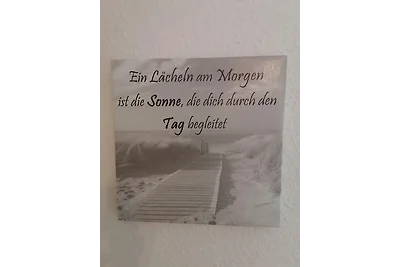 Ein Lächeln am Morgen
ist die Sonne, die dich durch den
Tag begleitet